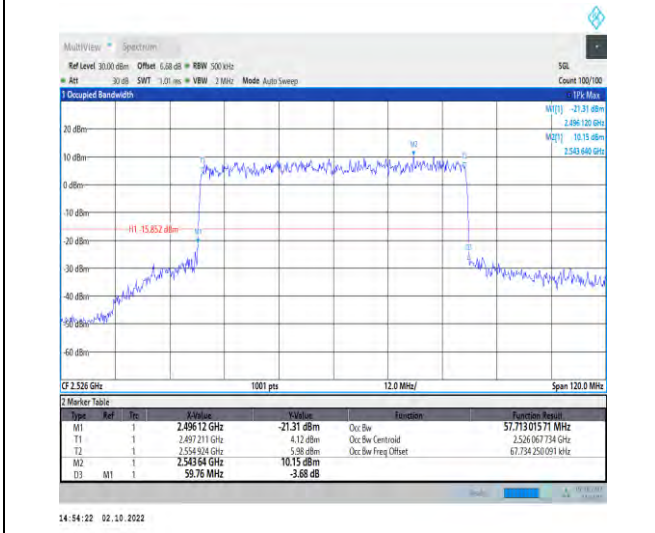 MultiView Spectrum
Ref Level 30.00 dBm Offset 6.68 dB RBW 500 kHz SGL
Att 30 dB SWT 1.01 ms VBW 2 MHz Mode Auto Sweep Count 100/100
1 Occupied Bandwidth 1Pk Max
M1[1] -21.31 dBm
2.496 120 GHz
M2[1] 10.15 dBm
2.543 640 GHz
20 dBm
M2
10 dBm
0 dBm
-10 dBm
H1 -15.852 dBm
M1
-20 dBm
D3
-30 dBm
-40 dBm
-50 dBm
-60 dBm
CF 2.526 GHz 1001 pts 12.0 MHz/ Span 120.0 MHz
2 Marker Table
Type Ref Trc X-Value Y-Value Function Function Result
M1 1 2.496 12 GHz -21.31 dBm Occ Bw 57.713 015 71 MHz
T1 1 2.497 211 GHz 4.12 dBm Occ Bw Centroid 2.526 067 734 GHz
T2 1 2.554 924 GHz 5.98 dBm Occ Bw Freq Offset 67.734 250 091 kHz
M2 1 2.543 64 GHz 10.15 dBm
D3 M1 1 59.76 MHz -3.68 dB
14:54:22 02.10.2022